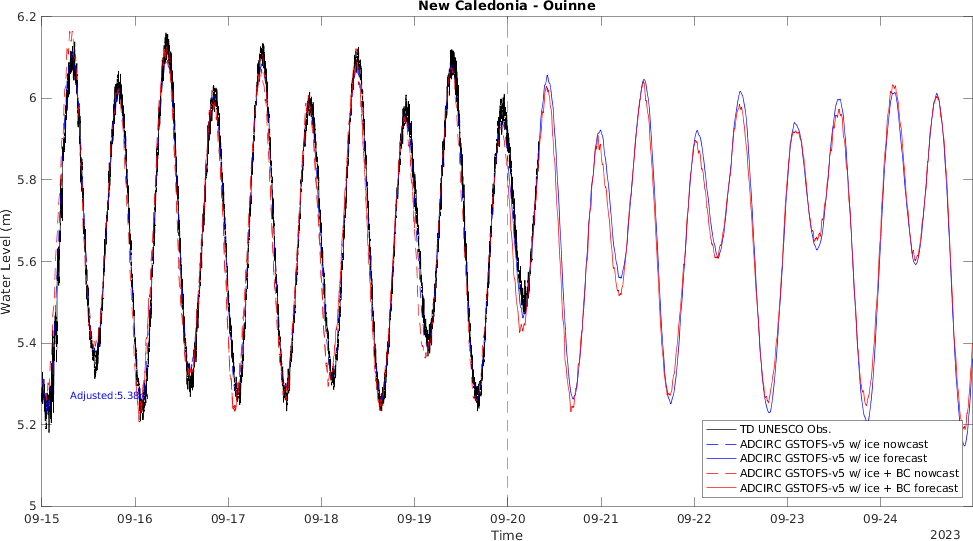 New Caledonia - Ouinne
6.2
6
5.8
5.6
5.4
5.2
5
Water Level (m)
Adjusted:5.38
TD UNESCO Obs.
ADCIRC GSTOFS-v5 w/ ice nowcast
ADCIRC GSTOFS-v5 w/ ice forecast
ADCIRC GSTOFS-v5 w/ ice + BC nowcast
ADCIRC GSTOFS-v5 w/ ice + BC forecast
09-15 09-16 09-17 09-18 09-19 09-20 09-21 09-22 09-23 09-24
Time
2023